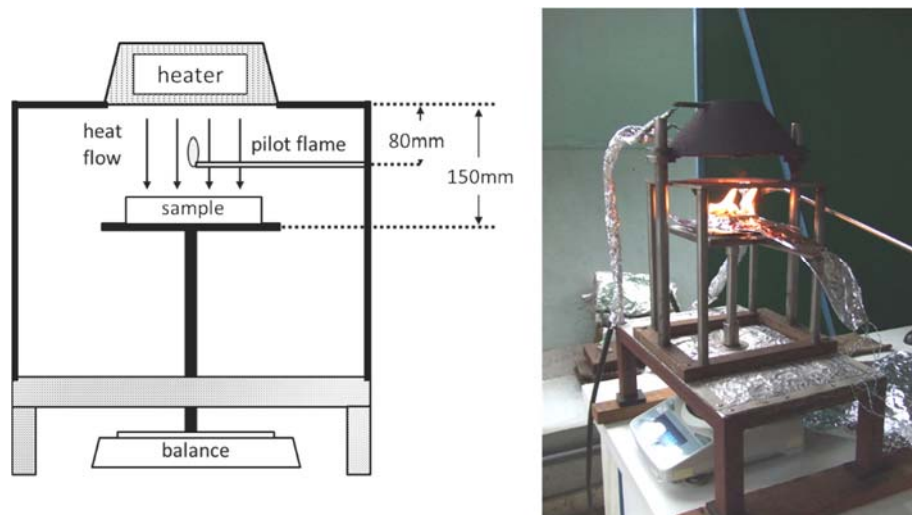 heater
heat
flow
pilot flame
80mm
150mm
sample
balance